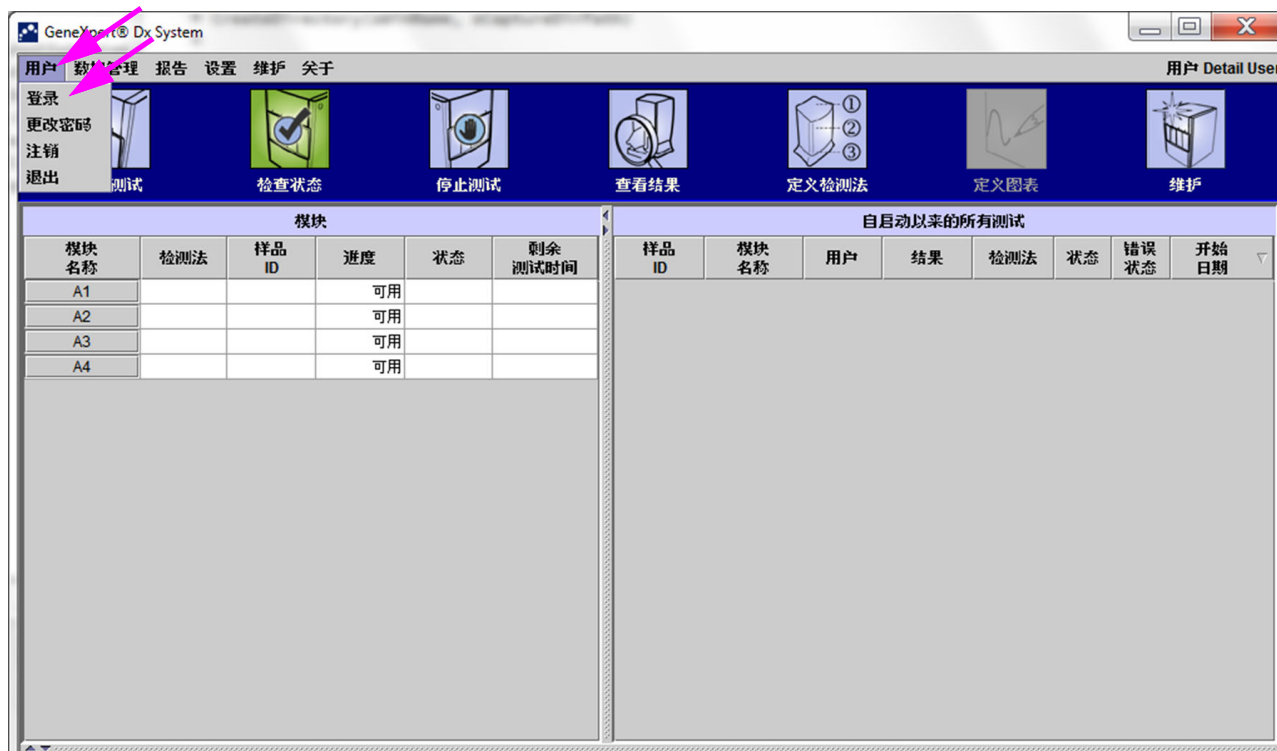 GeneXpert® Dx System
用户 数据管理 报告 设置 维护 关于
用户 Detail User
登录
更改密码
注销
退出
测试
检查状态
停止测试
查看结果
定义检测法
定义图表
维护
①
②
③
模块
模块
名称
检测法
样品
ID
进度
状态
剩余
测试时间
A1 可用
A2 可用
A3 可用
A4 可用
自启动以来的所有测试
样品
ID
模块
名称
用户
结果
检测法
状态
错误
状态
开始
日期